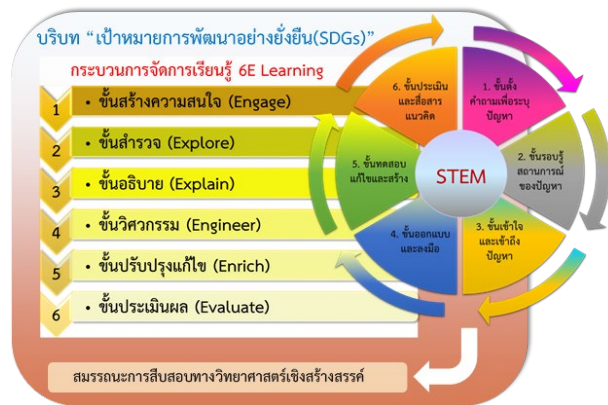 บริบท “เป้าหมายการพัฒนาอย่างยั่งยืน(SDGs)”
กระบวนการจัดการเรียนรู้ 6E Learning
1 • ขั้นสร้างความสนใจ (Engage)
2 • ขั้นสำรวจ (Explore)
3 • ขั้นอธิบาย (Explain)
4 • ขั้นวิศวกรรม (Engineer)
5 • ขั้นปรับปรุงแก้ไข (Enrich)
6 • ขั้นประเมินผล (Evaluate)
STEM
1. ขั้นตั้ง
คำถามเพื่อระบุ
ปัญหา
2. ขั้นรอบรู้
สถานการณ์
ของปัญหา
3. ขั้นเข้าใจ
และเข้าถึง
ปัญหา
4. ขั้นออกแบบ
และลงมือ
5. ขั้นทดสอบ
แก้ไขและสร้าง
6. ขั้นประเมิน
และสื่อสาร
แนวคิด
สมรรถนะการสืบสอบทางวิทยาศาสตร์เชิงสร้างสรรค์